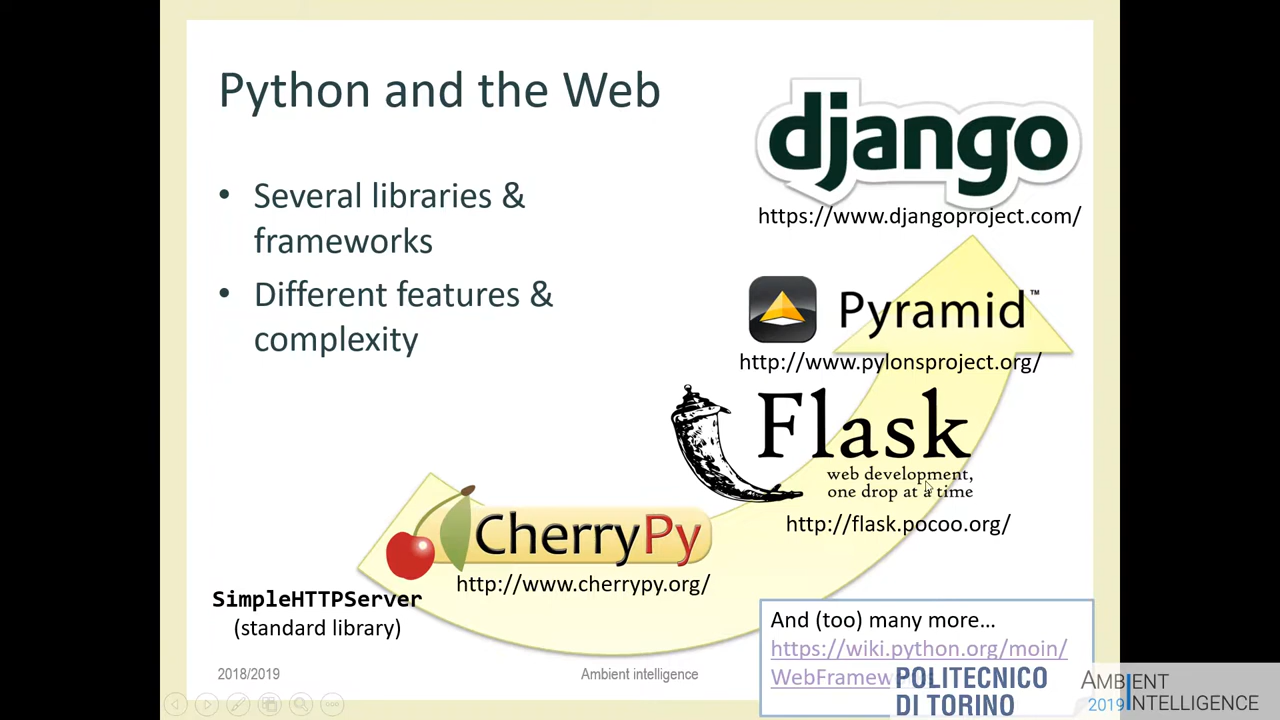 Python and the Web
• Several libraries &
frameworks
• Different features &
complexity
django
https://www.djangoproject.com/
Pyramid™
http://www.pylonsproject.org/
Flask
web development,
one drop at a time
http://flask.pocoo.org/
CherryPy
http://www.cherrypy.org/
SimpleHTTPServer
(standard library)
And (too) many more…
https://wiki.python.org/moin/
2018/2019
Ambient intelligence
POLITECNICO
DI TORINO
AMBIENT
2019 INTELLIGENCE